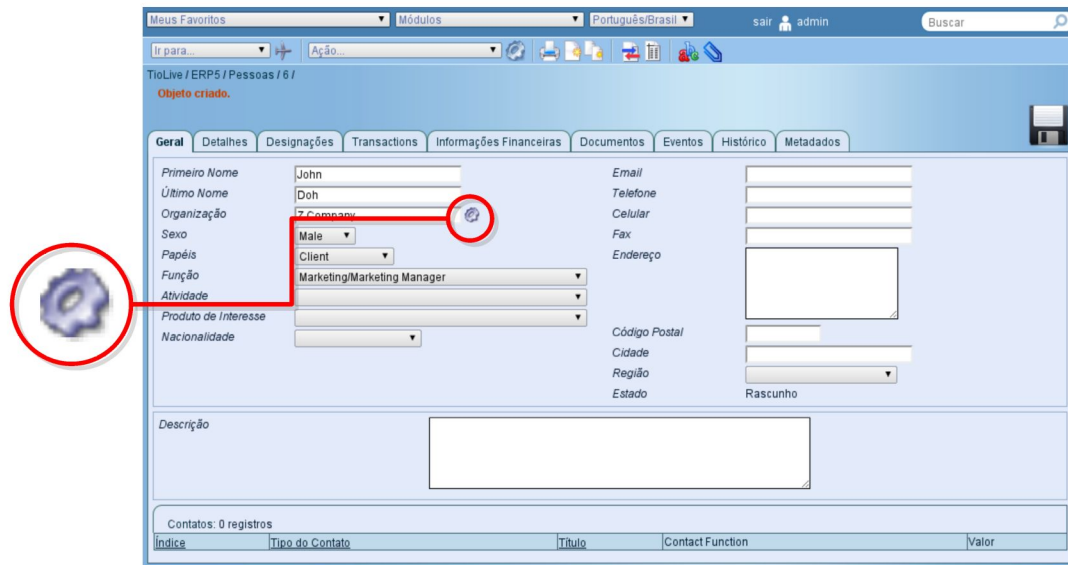 Meus Favoritos Módulos Português/Brasil sair admin Buscar
Ir para... Ação...
TioLive / ERP5 / Pessoas / 6 /
Objeto criado.
Geral Detalhes Designações Transactions Informações Financeiras Documentos Eventos Histórico Metadados
Primeiro Nome John Email
Último Nome Doh Telefone
Organização Z Company Celular
Sexo Male Fax
Papéis Client Endereço
Função Marketing/Marketing Manager
Atividade
Produto de Interesse
Nacionalidade Código Postal
Cidade
Região
Estado Rascunho
Descrição
Contatos: 0 registros
Índice Tipo do Contato Título Contact Function Valor